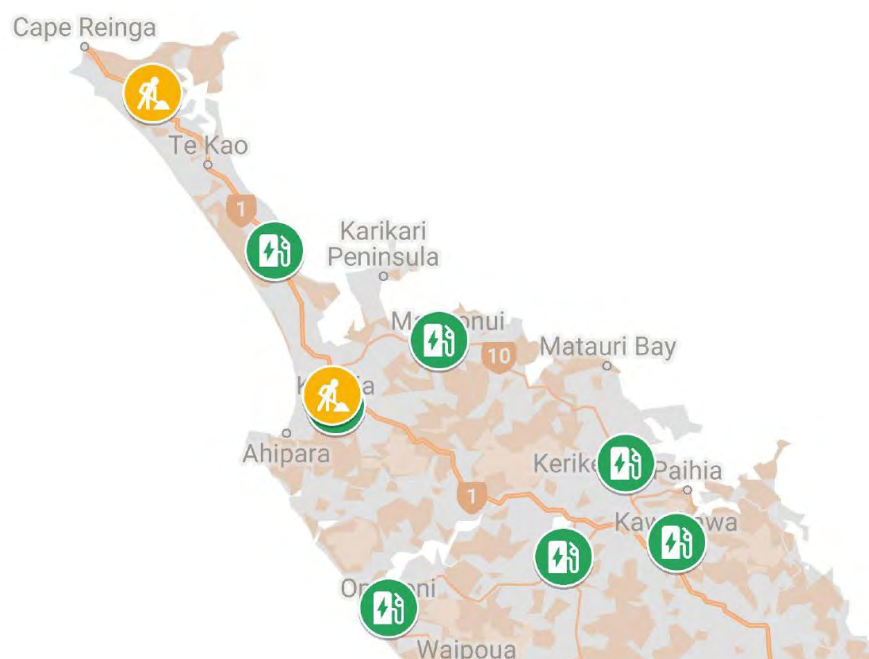 Cape Reinga
Te Kao
1
Karikari
Peninsula
10
Matauri Bay
Ahipara
Paihia
1
Waipoua